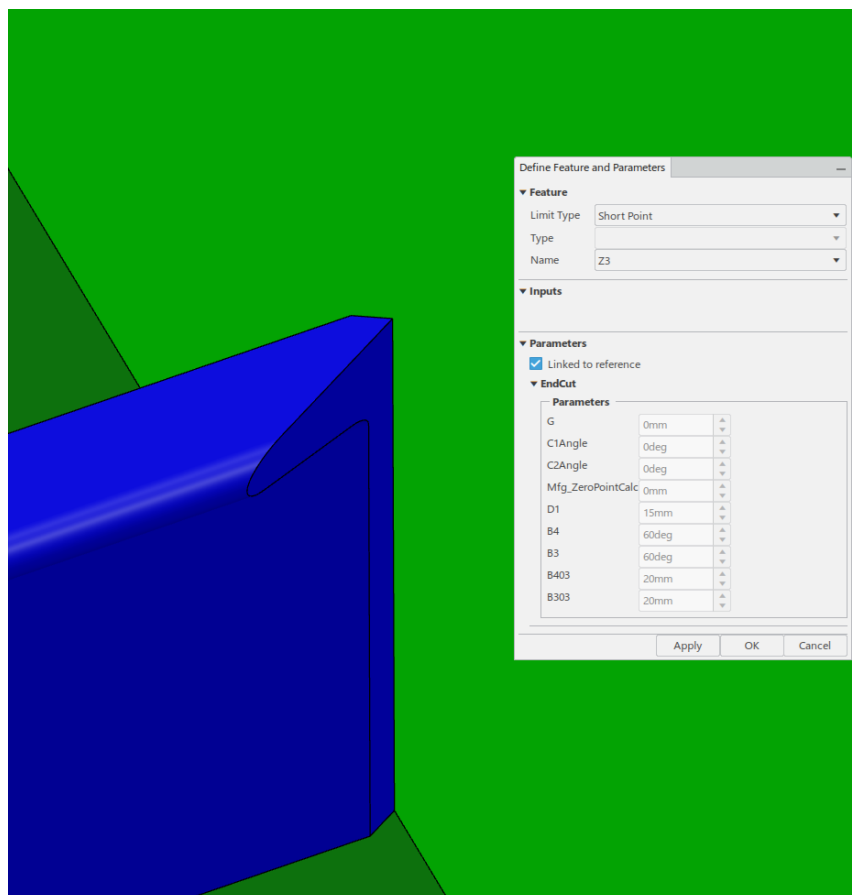 Define Feature and Parameters
Feature
Limit Type Short Point
Type
Name Z3
Inputs
Parameters
Linked to reference
EndCut
Parameters
G 0mm
C1Angle 0deg
C2Angle 0deg
Mfg_ZeroPointCalc 0mm
D1 15mm
B4 60deg
B3 60deg
B403 20mm
B303 20mm
Apply OK Cancel